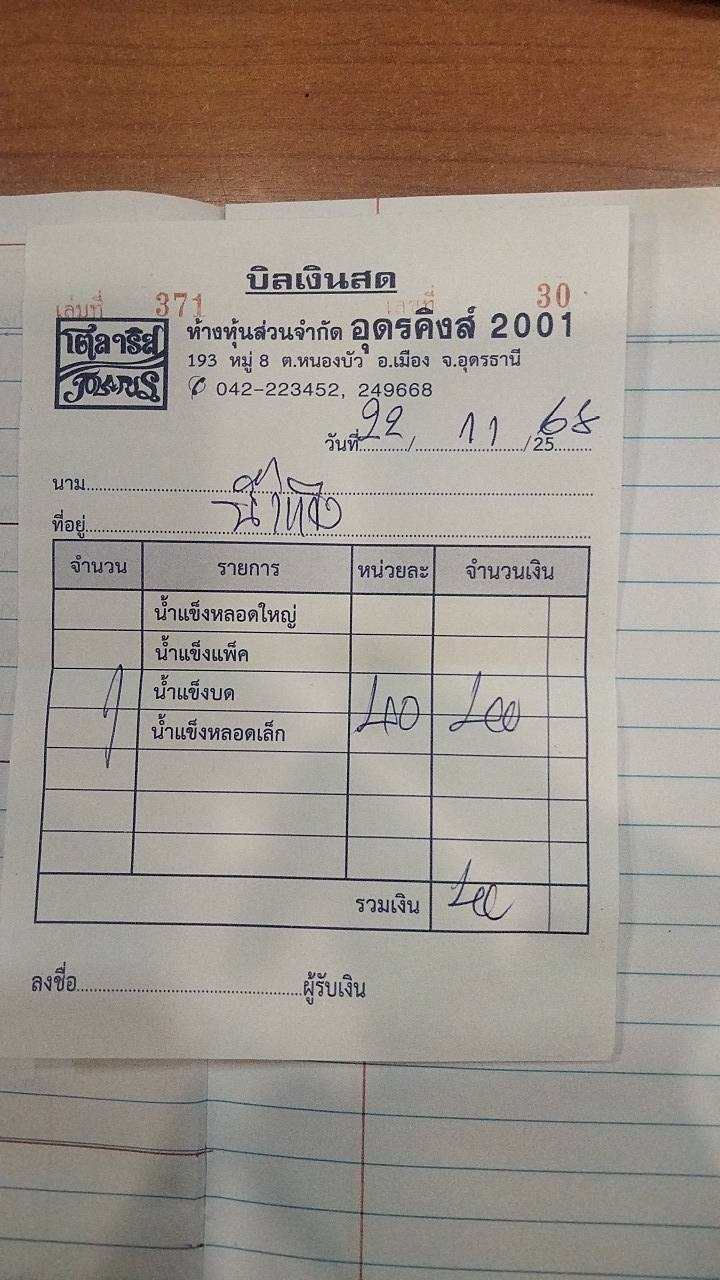 บิลเงินสด
เล่มที่ 371 เลขที่ 30
โพลาริส
POLARIS
ห้างหุ้นส่วนจำกัด อุดรคิงส์ 2001
193 หมู่ 8 ต.หนองบัว อ.เมือง จ.อุดรธานี
042-223452, 249668
วันที่ 22 / 11 / 2568
นาม
ที่อยู่
จำนวน รายการ หน่วยละ จำนวนเงิน
น้ำแข็งหลอดใหญ่
น้ำแข็งแพ็ค
น้ำแข็งบด
น้ำแข็งหลอดเล็ก
รวมเงิน
ลงชื่อ ผู้รับเงิน